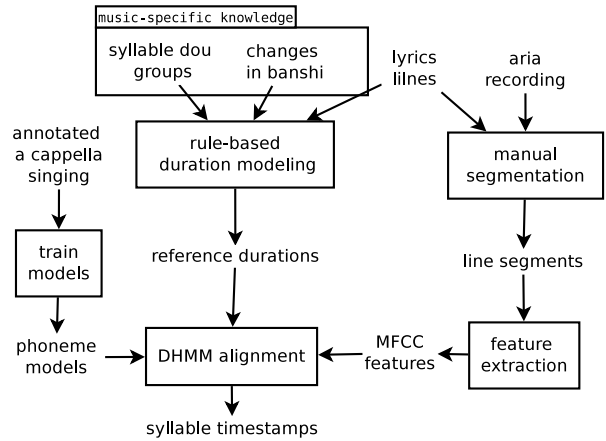 music-specific knowledge
syllable dou
groups
changes
in banshi
lyrics
lilnes
aria
recording
annotated
a cappella
singing
rule-based
duration modeling
manual
segmentation
train
models
reference durations
line segments
phoneme
models
DHMM alignment
MFCC
features
feature
extraction
syllable timestamps